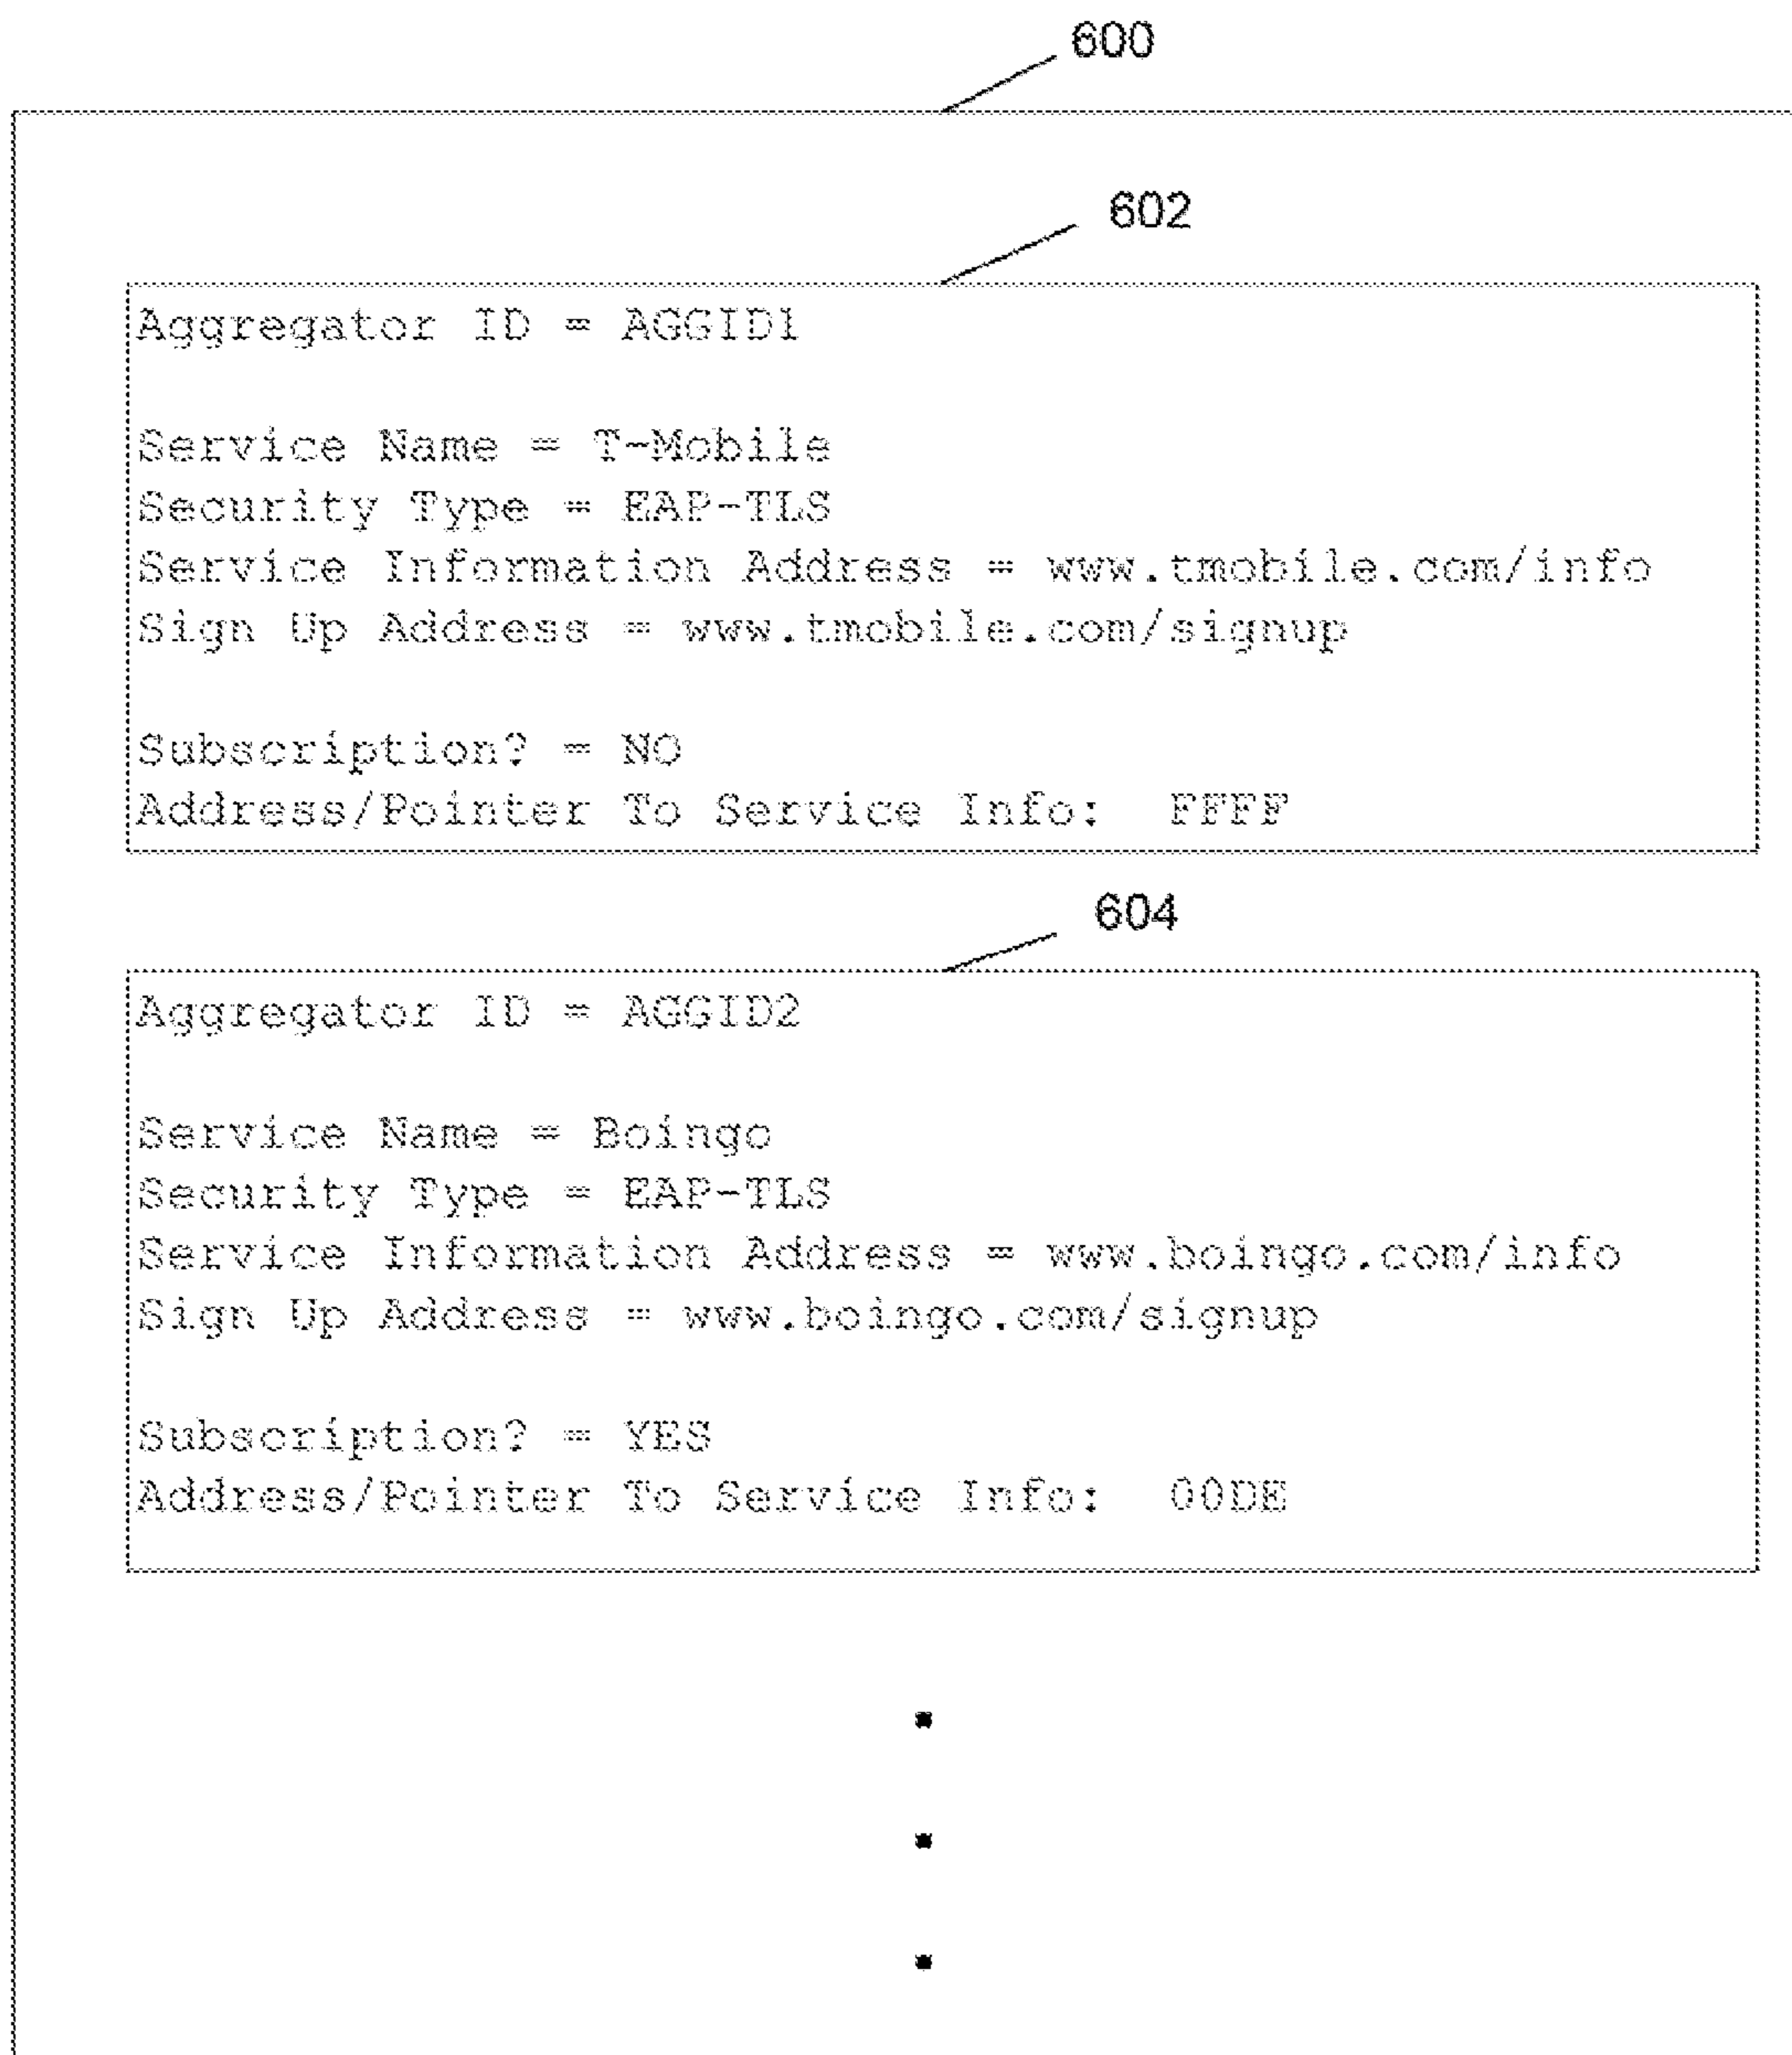 600
602
Aggregator ID = AGGID1
Service Name = T-Mobile
Security Type = EAP-TLS
Service Information Address = www.tmobile.com/info
Sign Up Address = www.tmobile.com/signup
Subscription? = NO
Address/Pointer To Service Info:  FFFF
604
Aggregator ID = AGGID2
Service Name = Boingo
Security Type = EAP-TLS
Service Information Address = www.boingo.com/info
Sign Up Address = www.boingo.com/signup
Subscription? = YES
Address/Pointer To Service Info:  00DE